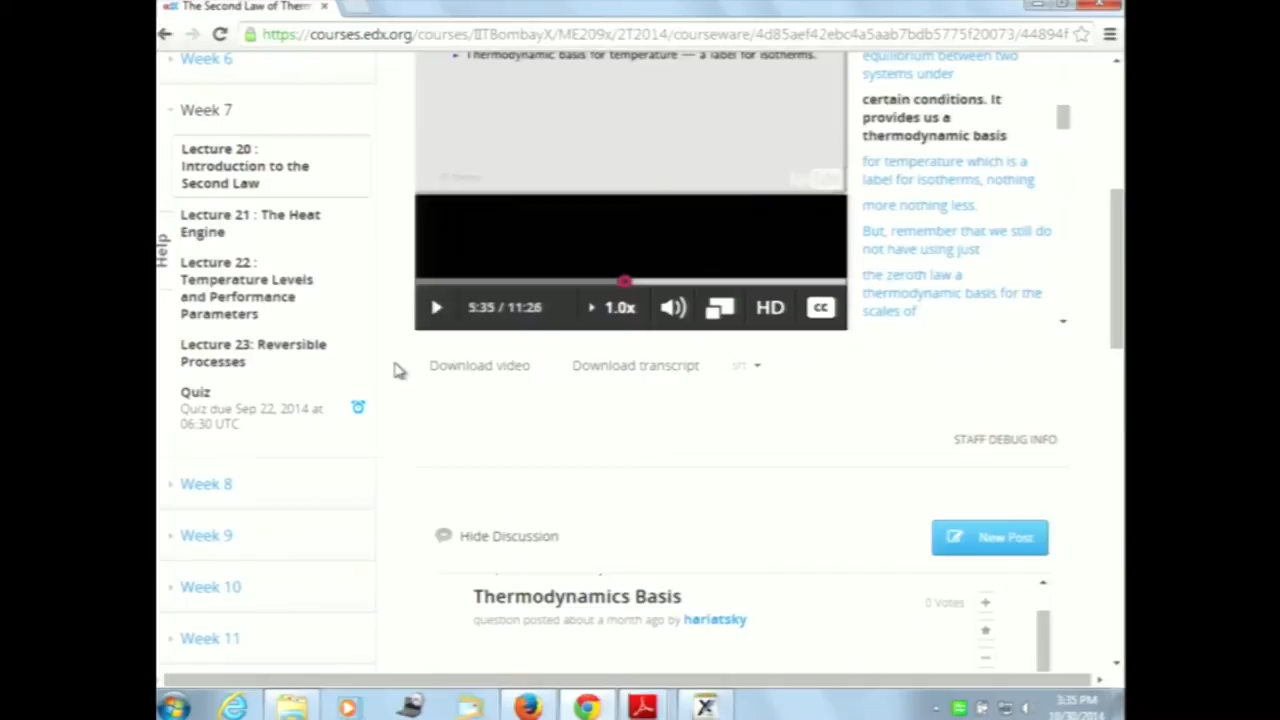 The Second Law of Therm
https://courses.edx.org/courses/IITBombayX/ME209x/2T2014/courseware/4d85aef42ebc4a5aab7bdb5775f20073/44894f
Week 6
Week 7
Lecture 20 :
Introduction to the
Second Law
Lecture 21 : The Heat
Engine
Lecture 22 :
Temperature Levels
and Performance
Parameters
Lecture 23: Reversible
Processes
Quiz
Quiz due Sep 22, 2014 at
06:30 UTC
Week 8
Week 9
Week 10
Week 11
Help
Thermodynamic basis for temperature — a label for isotherms.
5:35 / 11:26
1.0x
HD
cc
equilibrium between two
systems under
certain conditions. It
provides us a
thermodynamic basis
for temperature which is a
label for isotherms, nothing
more nothing less.
But, remember that we still do
not have using just
the zeroth law a
thermodynamic basis for the
scales of
Download video
Download transcript
STAFF DEBUG INFO
Hide Discussion
New Post
Thermodynamics Basis
0 Votes
question posted about a month ago by hariatsky
3:35 PM